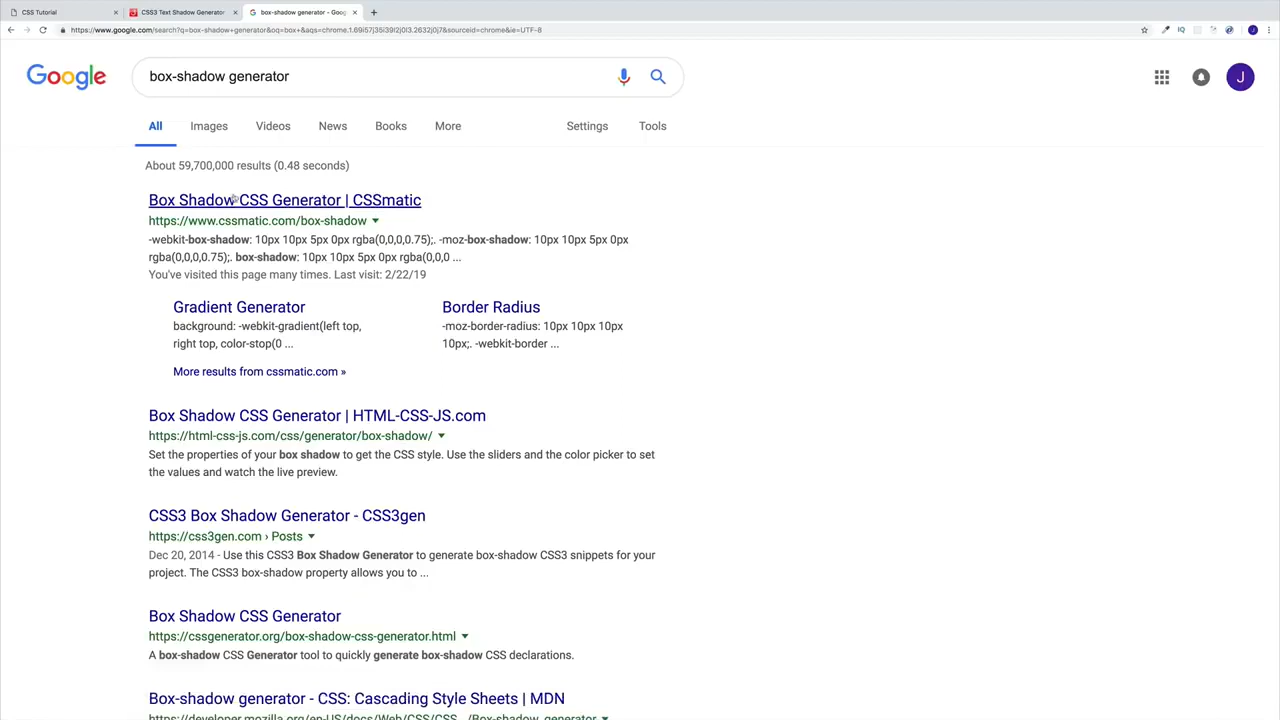 CSS Tutorial
CSS3 Text Shadow Generator
box-shadow generator - Goog
https://www.google.com/search?q=box-shadow+generator&oq=box+&aqs=chrome.1.69i57j35i39l2j0l3.2632j0j7&sourceid=chrome&ie=UTF-8
IQ
J
Google
box-shadow generator
J
All
Images
Videos
News
Books
More
Settings
Tools
About 59,700,000 results (0.48 seconds)
Box Shadow CSS Generator | CSSmatic
https://www.cssmatic.com/box-shadow
-webkit-box-shadow: 10px 10px 5px 0px rgba(0,0,0,0.75);. -moz-box-shadow: 10px 10px 5px 0px
rgba(0,0,0,0.75);. box-shadow: 10px 10px 5px 0px rgba(0,0,0 ...
You've visited this page many times. Last visit: 2/22/19
Gradient Generator
background: -webkit-gradient(left top,
right top, color-stop(0 ...
Border Radius
-moz-border-radius: 10px 10px 10px
10px;. -webkit-border ...
More results from cssmatic.com »
Box Shadow CSS Generator | HTML-CSS-JS.com
https://html-css-js.com/css/generator/box-shadow/
Set the properties of your box shadow to get the CSS style. Use the sliders and the color picker to set
the values and watch the live preview.
CSS3 Box Shadow Generator - CSS3gen
https://css3gen.com › Posts
Dec 20, 2014 - Use this CSS3 Box Shadow Generator to generate box-shadow CSS3 snippets for your
project. The CSS3 box-shadow property allows you to ...
Box Shadow CSS Generator
https://cssgenerator.org/box-shadow-css-generator.html
A box-shadow CSS Generator tool to quickly generate box-shadow CSS declarations.
Box-shadow generator - CSS: Cascading Style Sheets | MDN
https://developer.mozilla.org/en-US/docs/Web/CSS/CSS.../Box-shadow_generator